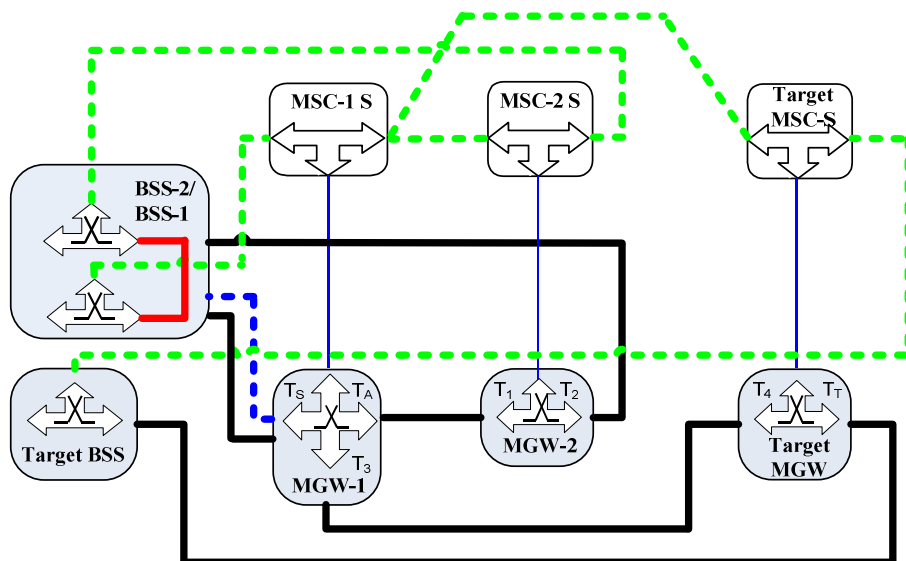 MSC-1 S
MSC-2 S
Target
MSC-S
BSS-2/
BSS-1
TS
TA
T3
MGW-1
T1
T2
MGW-2
T4
TT
Target
MGW
Target BSS